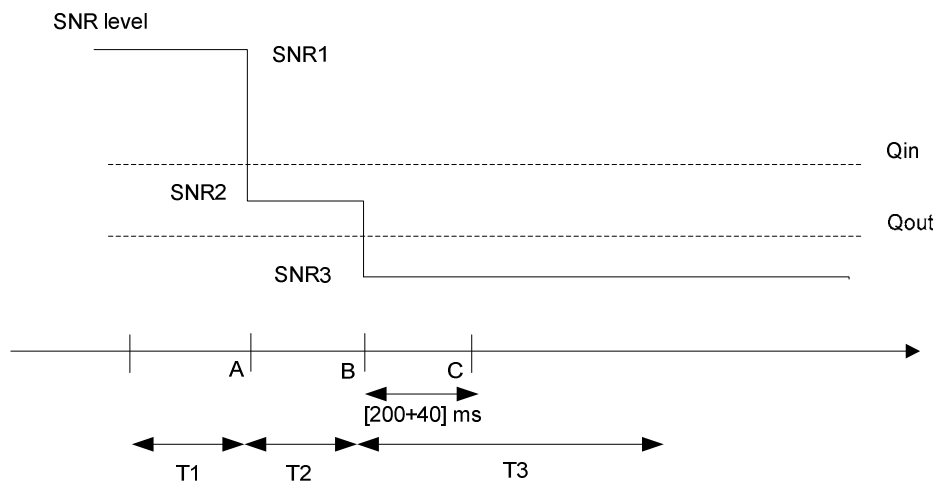 SNR level
SNR1
Qin
SNR2
Qout
SNR3
A
B
C
[200+40] ms
T1
T2
T3